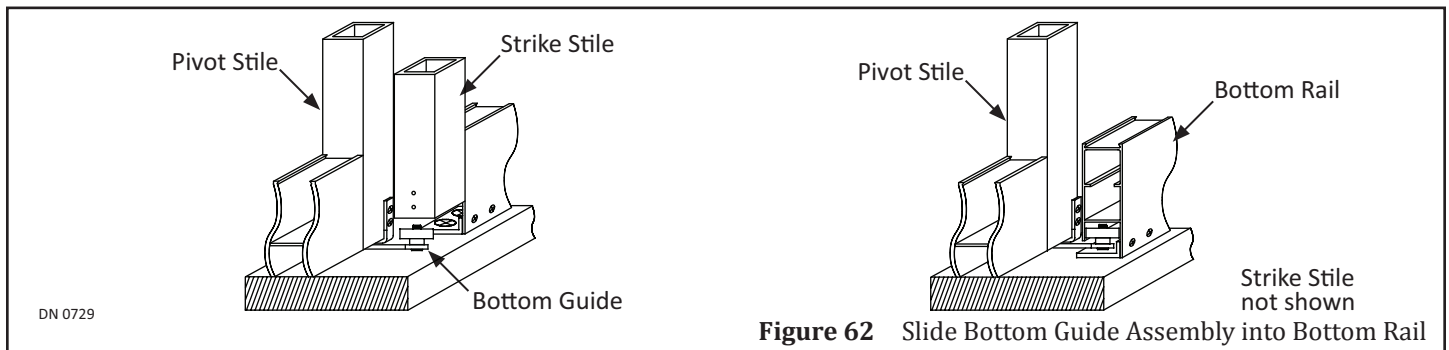 Pivot Stile
Strike Stile
Bottom Guide
DN 0729
Pivot Stile
Bottom Rail
Strike Stile
not shown
Figure 62 Slide Bottom Guide Assembly into Bottom Rail